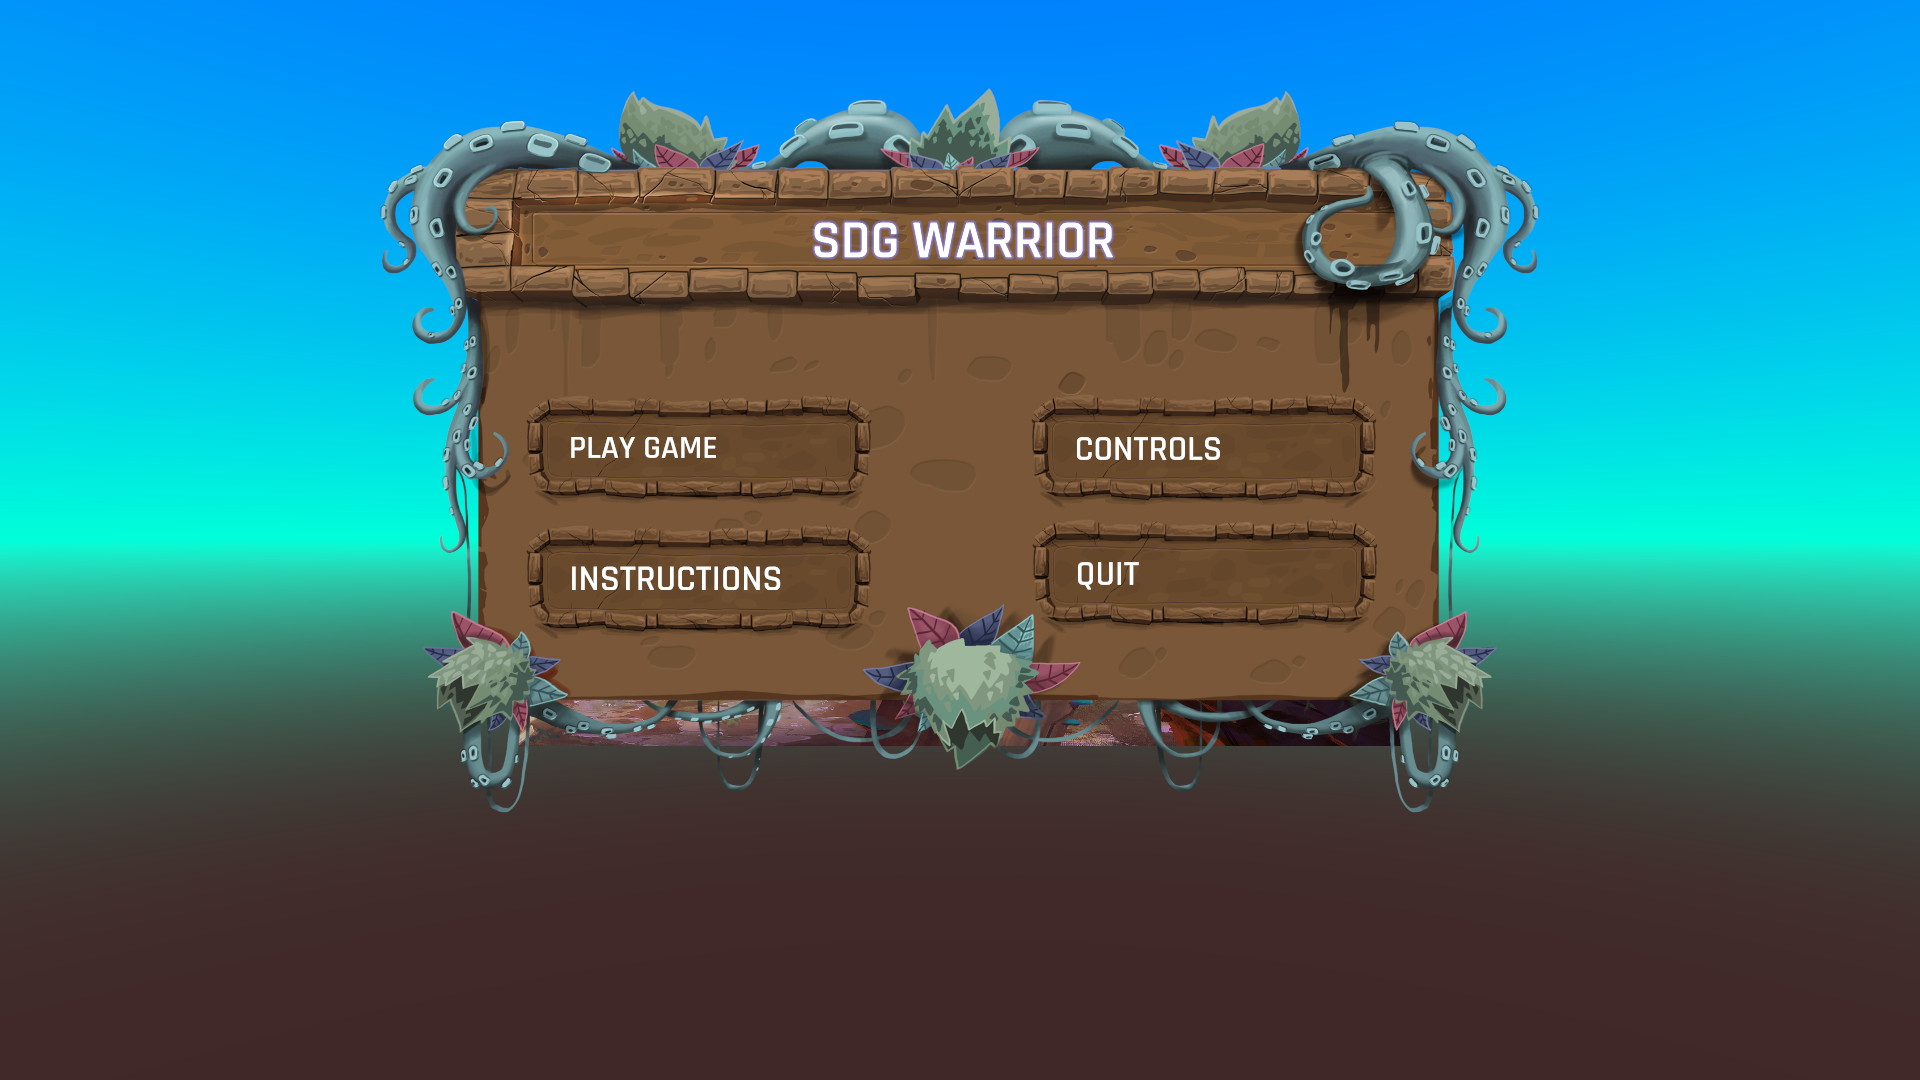 SDG WARRIOR
PLAY GAME
CONTROLS
INSTRUCTIONS
QUIT